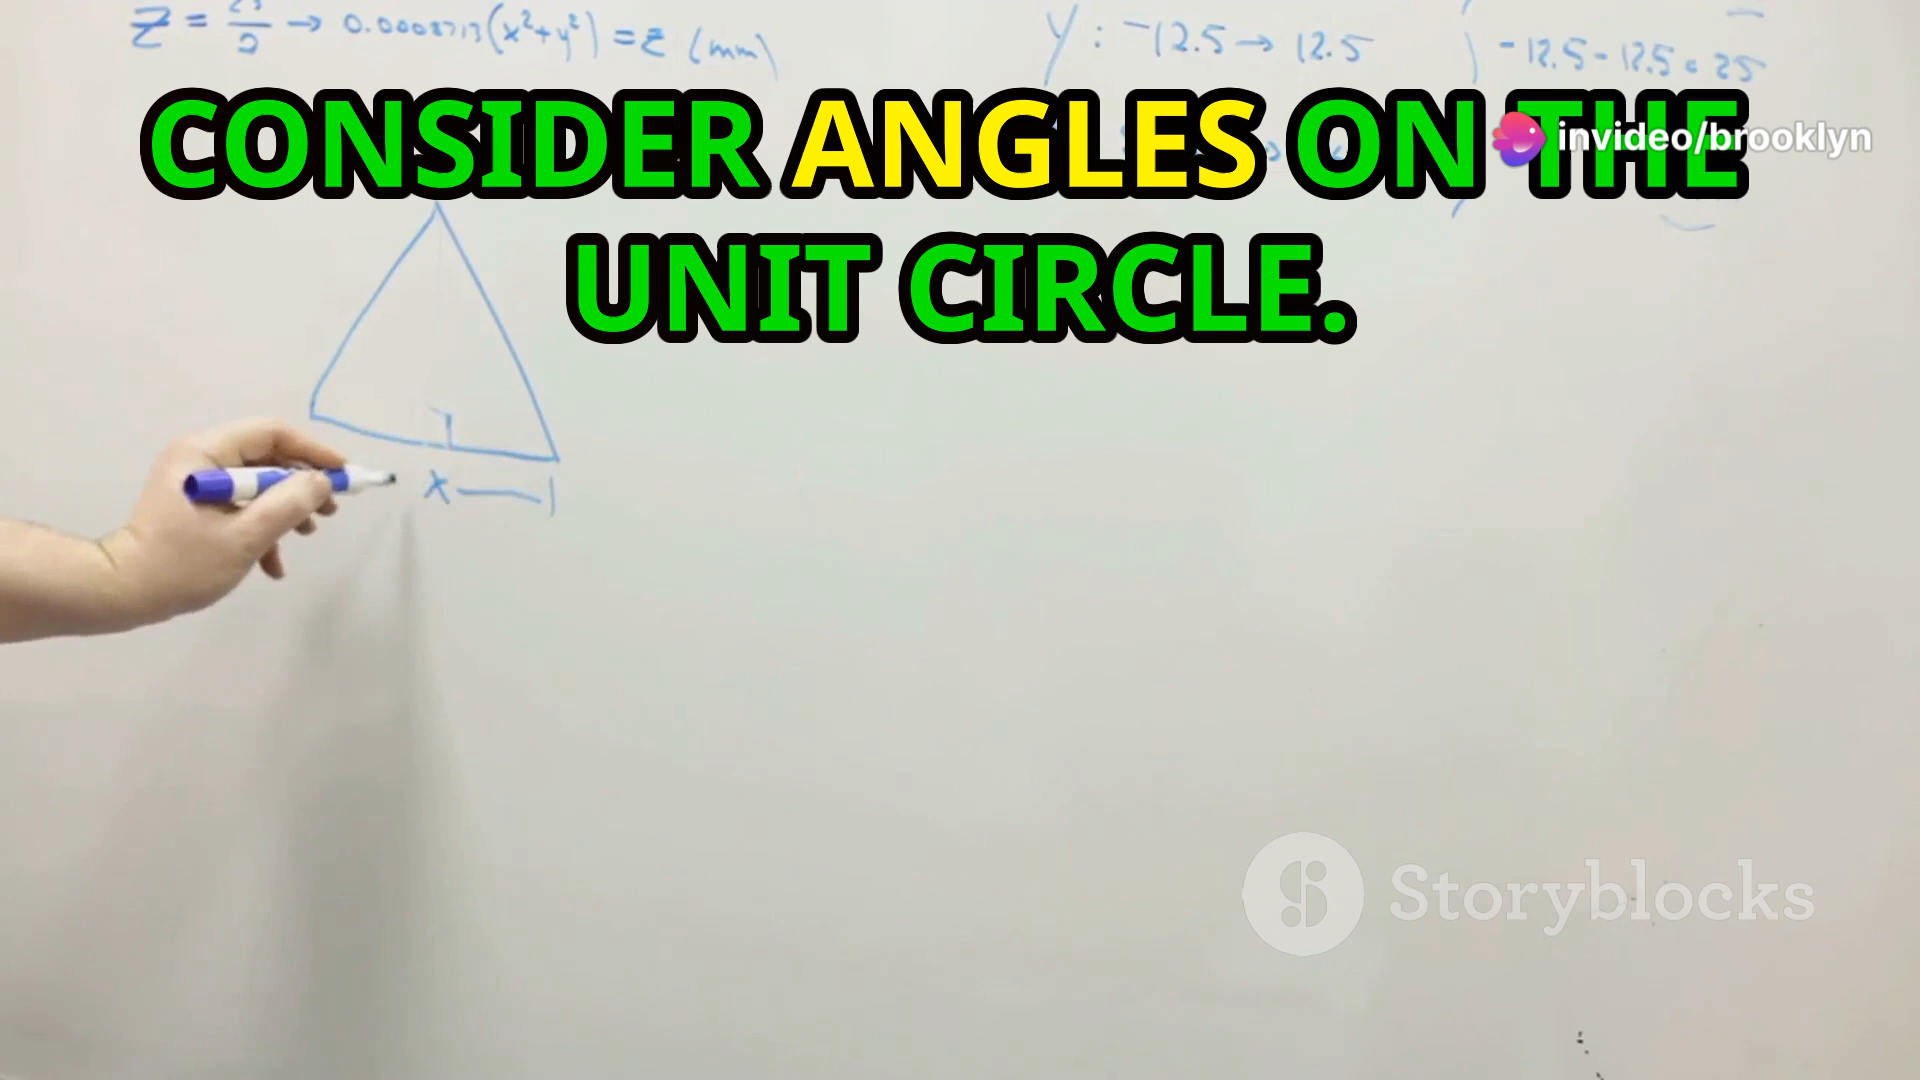 Z = → 0.0008713(x²+y²) = z (mm)
y : -12.5 → 12.5
-12.5 - 12.5 = 25
CONSIDER ANGLES ON THE
invideo/brooklyn
UNIT CIRCLE.
x
Storyblocks